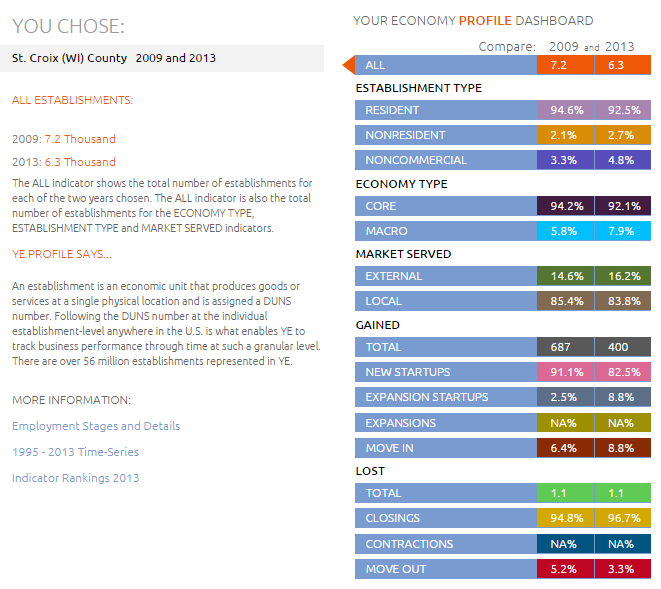 YOU CHOSE:
St. Croix (WI) County 2009 and 2013
ALL ESTABLISHMENTS:
2009: 7.2 Thousand
2013: 6.3 Thousand
The ALL indicator shows the total number of establishments for
each of the two years chosen. The ALL indicator is also the total
number of establishments for the ECONOMY TYPE,
ESTABLISHMENT TYPE and MARKET SERVED indicators.
YE PROFILE SAYS...
An establishment is an economic unit that produces goods or
services at a single physical location and is assigned a DUNS
number. Following the DUNS number at the individual
establishment-level anywhere in the U.S. is what enables YE to
track business performance through time at such a granular level.
There are over 56 million establishments represented in YE.
MORE INFORMATION:
Employment Stages and Details
1995 - 2013 Time-Series
Indicator Rankings 2013
YOUR ECONOMY PROFILE DASHBOARD
Compare: 2009 and 2013
ALL 7.2 6.3
ESTABLISHMENT TYPE
RESIDENT 94.6% 92.5%
NONRESIDENT 2.1% 2.7%
NONCOMMERCIAL 3.3% 4.8%
ECONOMY TYPE
CORE 94.2% 92.1%
MACRO 5.8% 7.9%
MARKET SERVED
EXTERNAL 14.6% 16.2%
LOCAL 85.4% 83.8%
GAINED
TOTAL 687 400
NEW STARTUPS 91.1% 82.5%
EXPANSION STARTUPS 2.5% 8.8%
EXPANSIONS NA% NA%
MOVE IN 6.4% 8.8%
LOST
TOTAL 1.1 1.1
CLOSINGS 94.8% 96.7%
CONTRACTIONS NA% NA%
MOVE OUT 5.2% 3.3%